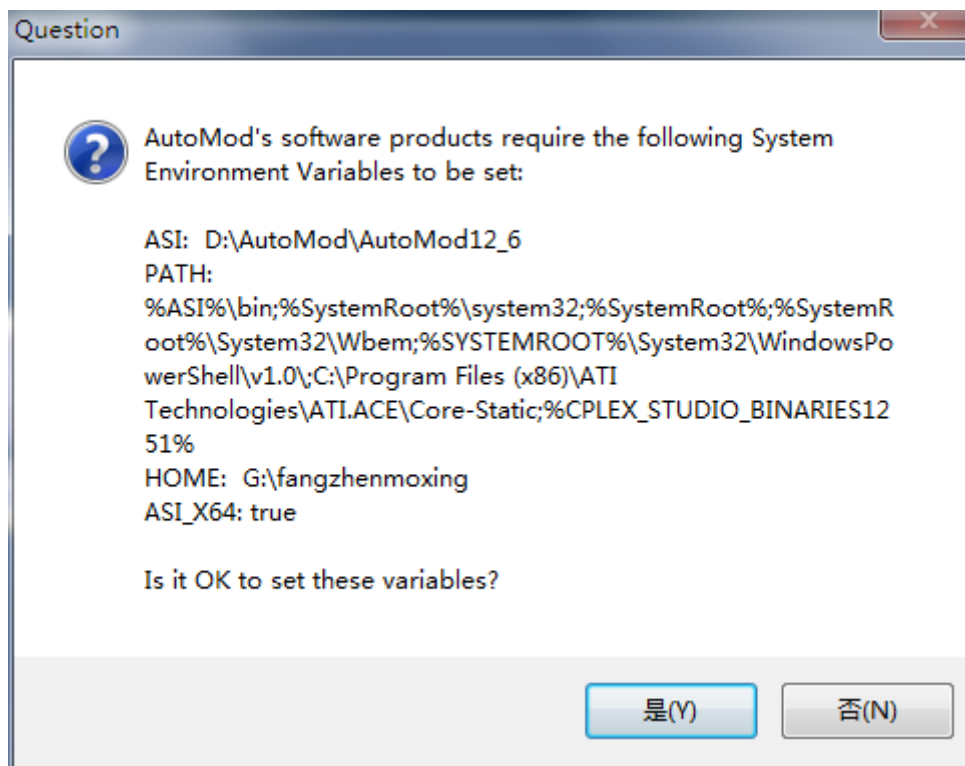 Question
AutoMod's software products require the following System
Environment Variables to be set:
ASI:  D:\AutoMod\AutoMod12_6
PATH:
%ASI%\bin;%SystemRoot%\system32;%SystemRoot%;%SystemR
oot%\System32\Wbem;%SYSTEMROOT%\System32\WindowsPo
werShell\v1.0\;C:\Program Files (x86)\ATI
Technologies\ATI.ACE\Core-Static;%CPLEX_STUDIO_BINARIES12
51%
HOME:  G:\fangzhenmoxing
ASI_X64: true
Is it OK to set these variables?
是(Y) 否(N)